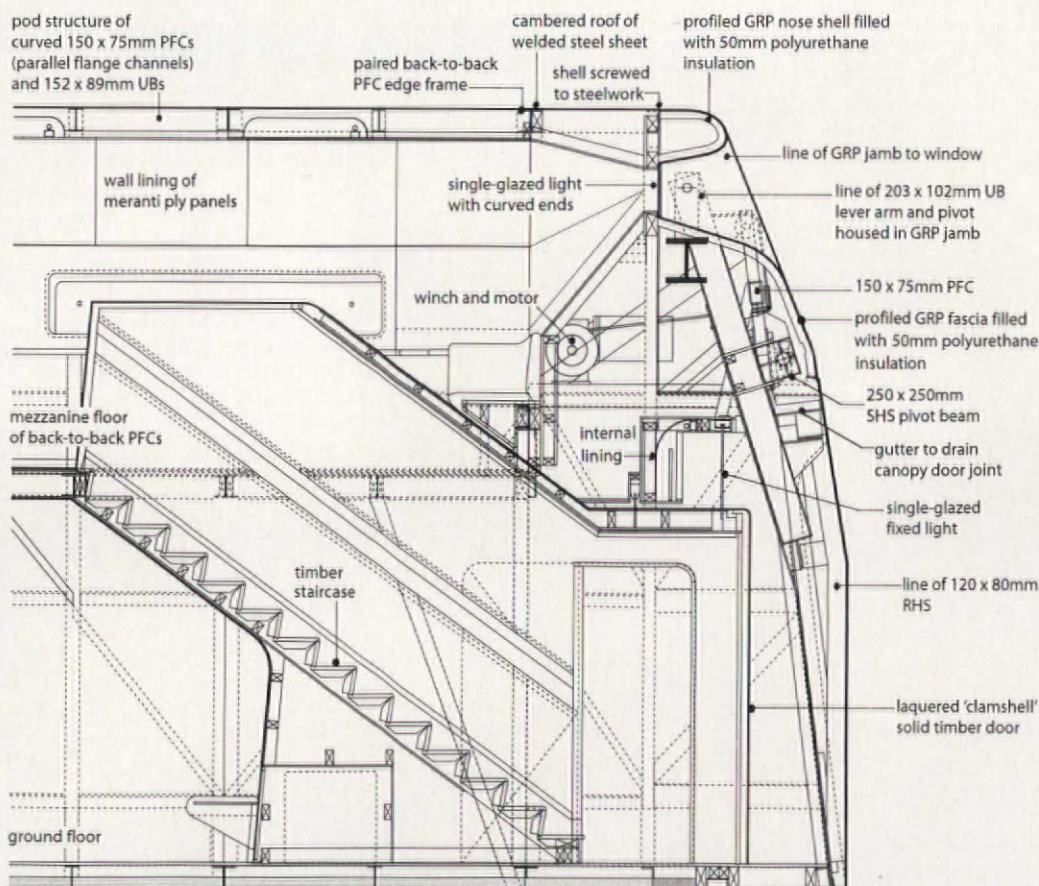 pod structure of
curved 150 x 75mm PFCs
(parallel flange channels)
and 152 x 89mm UBs
paired back-to-back
PFC edge frame
cambered roof of
welded steel sheet
shell screwed
to steelwork
profiled GRP nose shell filled
with 50mm polyurethane
insulation
line of GRP jamb to window
wall lining of
meranti ply panels
single-glazed light
with curved ends
line of 203 x 102mm UB
lever arm and pivot
housed in GRP jamb
winch and motor
150 x 75mm PFC
profiled GRP fascia filled
with 50mm polyurethane
insulation
250 x 250mm
SHS pivot beam
mezzanine floor
of back-to-back PFCs
internal
lining
gutter to drain
canopy door joint
single-glazed
fixed light
timber
staircase
line of 120 x 80mm
RHS
laquered 'clamshell'
solid timber door
ground floor